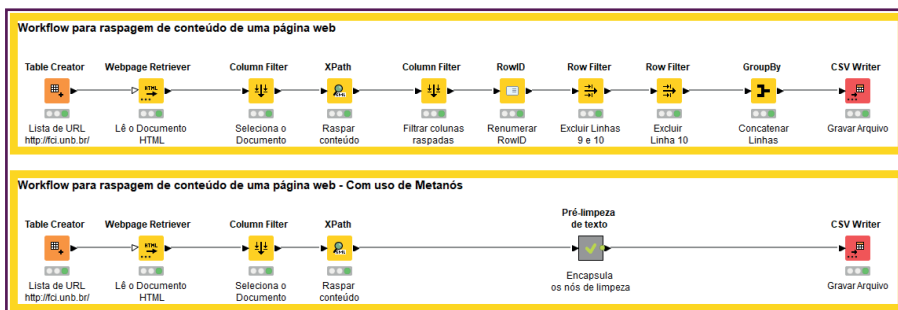 Workflow para raspagem de conteúdo de uma página web
Table Creator Webpage Retriever Column Filter XPath Column Filter RowID Row Filter Row Filter GroupBy CSV Writer
HTML
Lista de URL Lê o Documento Seleciona o Raspar Filtrar colunas Renumerar Excluir Linhas Excluir Concatenar Gravar Arquivo
http://fci.unb.br/ HTML Documento conteúdo raspadas RowID 9 e 10 Linha 10 Linhas
Workflow para raspagem de conteúdo de uma página web - Com uso de Metanós
Pré-limpeza
Table Creator Webpage Retriever Column Filter XPath de texto CSV Writer
HTML
Encapsula
Lista de URL Lê o Documento Seleciona o Raspar os nós de limpeza Gravar Arquivo
http://fci.unb.br/ HTML Documento conteúdo